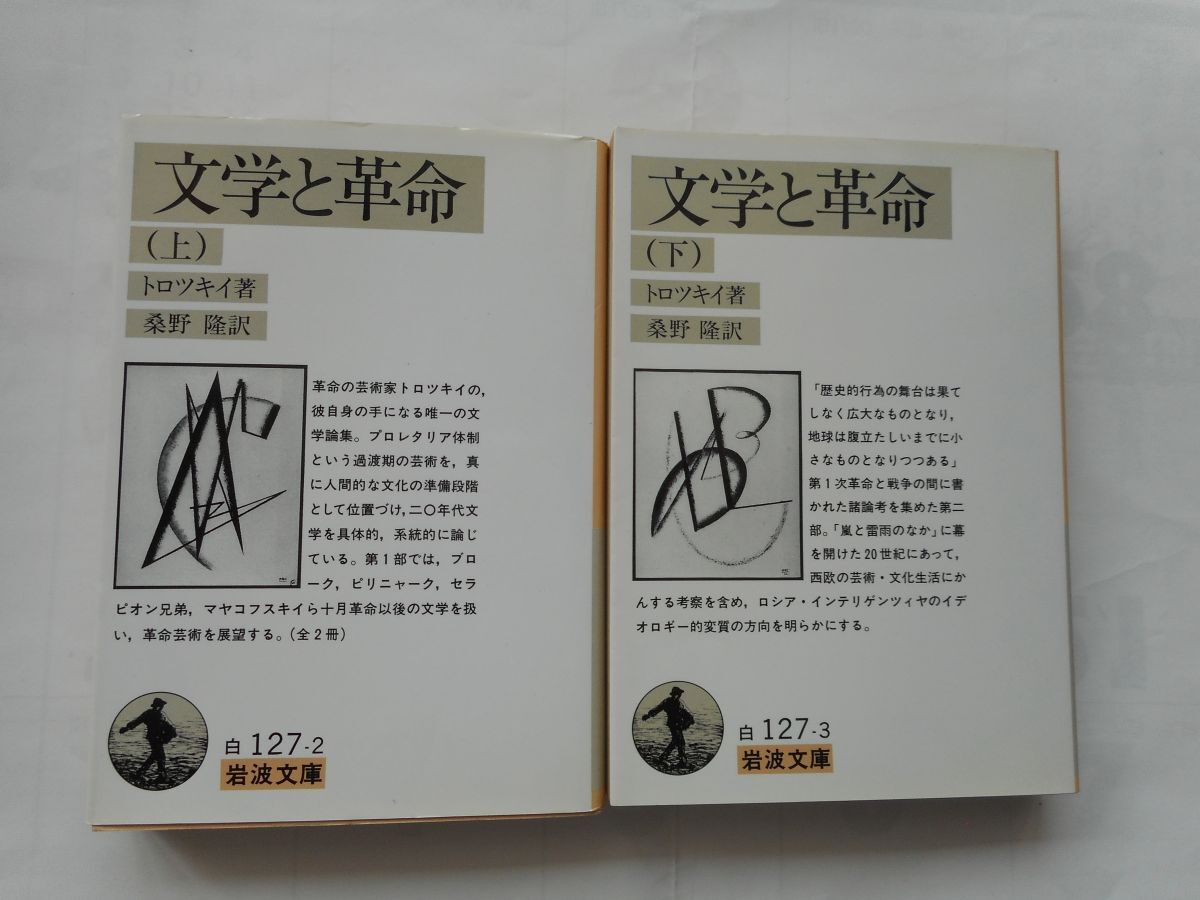 文学と革命
(上)
トロツキイ著
桑野 隆訳
革命の芸術家トロツキイの,
彼自身の手になる唯一の文
学論集。プロレタリア体制
という過渡期の芸術を, 真
に人間的な文化の準備段階
として位置づけ, 二〇年代文
学を具体的, 系統的に論じ
ている。第1部では, ブロ
ーク, ピリニャーク, セラ
ピオン兄弟, マヤコフスキイら十月革命以後の文学を扱
い, 革命芸術を展望する。(全2冊)
白 127-2
岩波文庫
文学と革命
(下)
トロツキイ著
桑野 隆訳
「歴史的行為の舞台は果て
しなく広大なものとなり,
地球は腹立たしいまでに小
さなものとなりつつある」
第1次革命と戦争の間に書
かれた諸論考を集めた第二
部。「嵐と雷雨のなか」に幕
を開けた20世紀にあって,
西欧の芸術・文化生活にか
んする考察を含め, ロシア・インテリゲンツィヤのイデ
オロギー的変質の方向を明らかにする。
白 127-3
岩波文庫